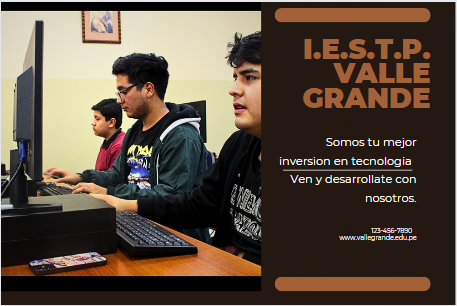 I.E.S.T.P.
VALLE
GRANDE
Somos tu mejor
inversion en tecnologia
Ven y desarrollate con
nosotros.
123-456-7890
www.vallegrande.edu.pe